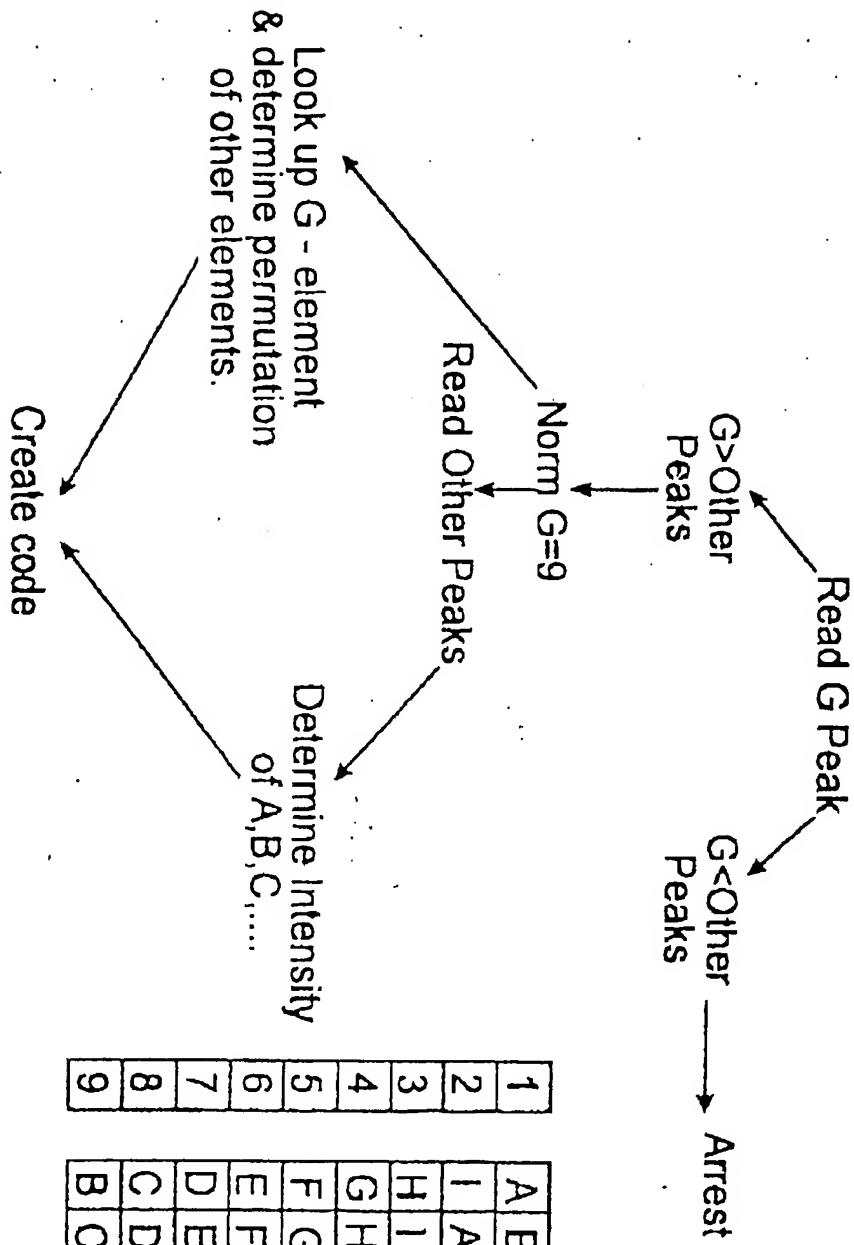 Read G Peak
G>Other
Peaks
G<Other
Peaks
Arrest
Norm G=9
Read Other Peaks
Look up G - element
& determine permutation
of other elements.
Determine Intensity
of A,B,C,....
Create code
1 A
2 I A
3 H I
4 G H
5 F G
6 E F
7 D E
8 C D
9 B C